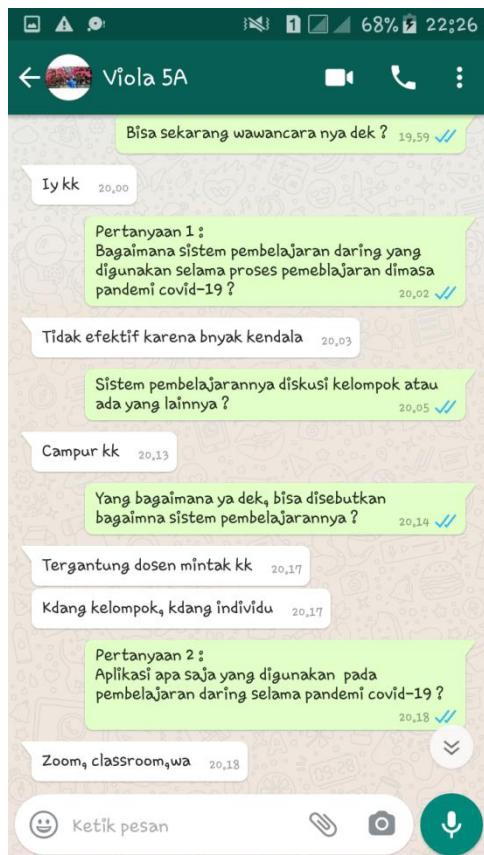 68% 22:26
Viola 5A
Bisa sekarang wawancara nya dek ? 19,59
Iy kk 20,00
Pertanyaan 1 :
Bagaimana sistem pembelajaran daring yang
digunakan selama proses pemeblajaran dimasa
pandemi covid-19 ? 20,02
Tidak efektif karena bnyak kendala 20,03
Sistem pembelajarannya diskusi kelompok atau
ada yang lainnya ? 20,05
Campur kk 20,13
Yang bagaimana ya dek, bisa disebutkan
bagaimna sistem pembelajarannya ? 20,14
Tergantung dosen mintak kk 20,17
Kdang kelompok, kdang individu 20,17
Pertanyaan 2 :
Aplikasi apa saja yang digunakan pada
pembelajaran daring selama pandemi covid-19 ?
20,18
Zoom, classroom,wa 20,18
Ketik pesan